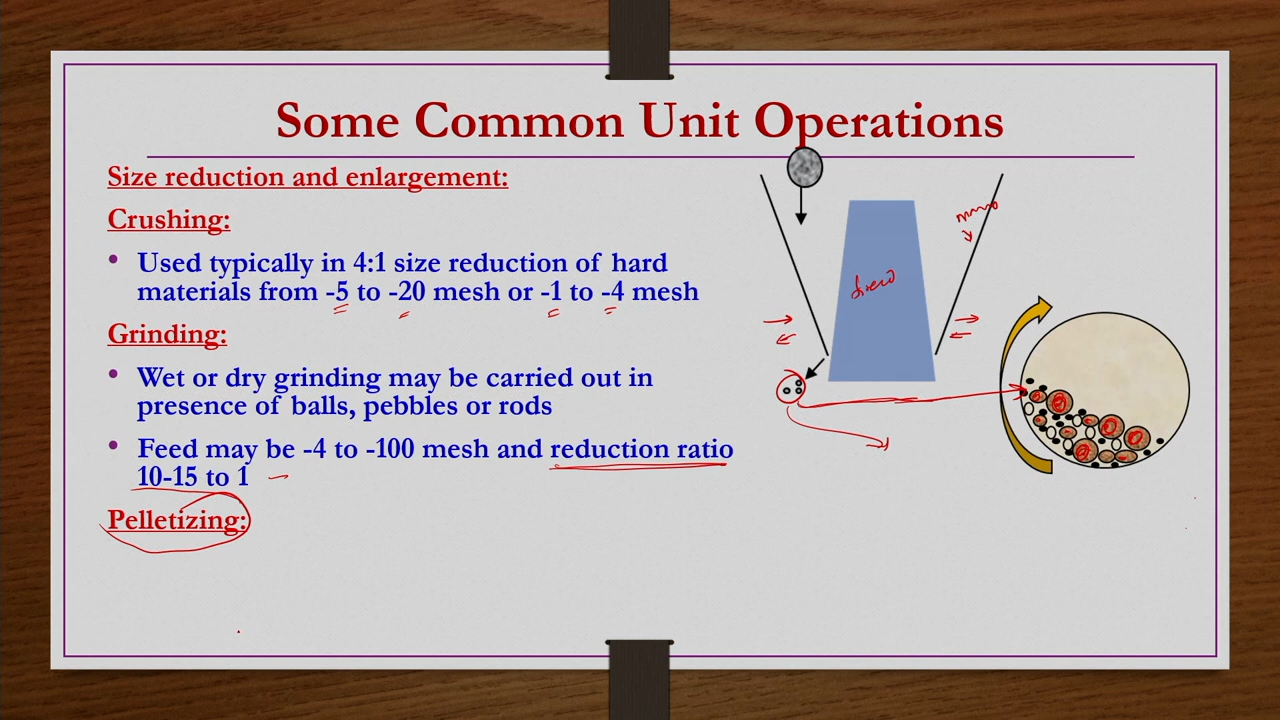 Some Common Unit Operations
Size reduction and enlargement:
Crushing:
• Used typically in 4:1 size reduction of hard
materials from -5 to -20 mesh or -1 to -4 mesh
Grinding:
• Wet or dry grinding may be carried out in
presence of balls, pebbles or rods
• Feed may be -4 to -100 mesh and reduction ratio
10-15 to 1
Pelletizing: